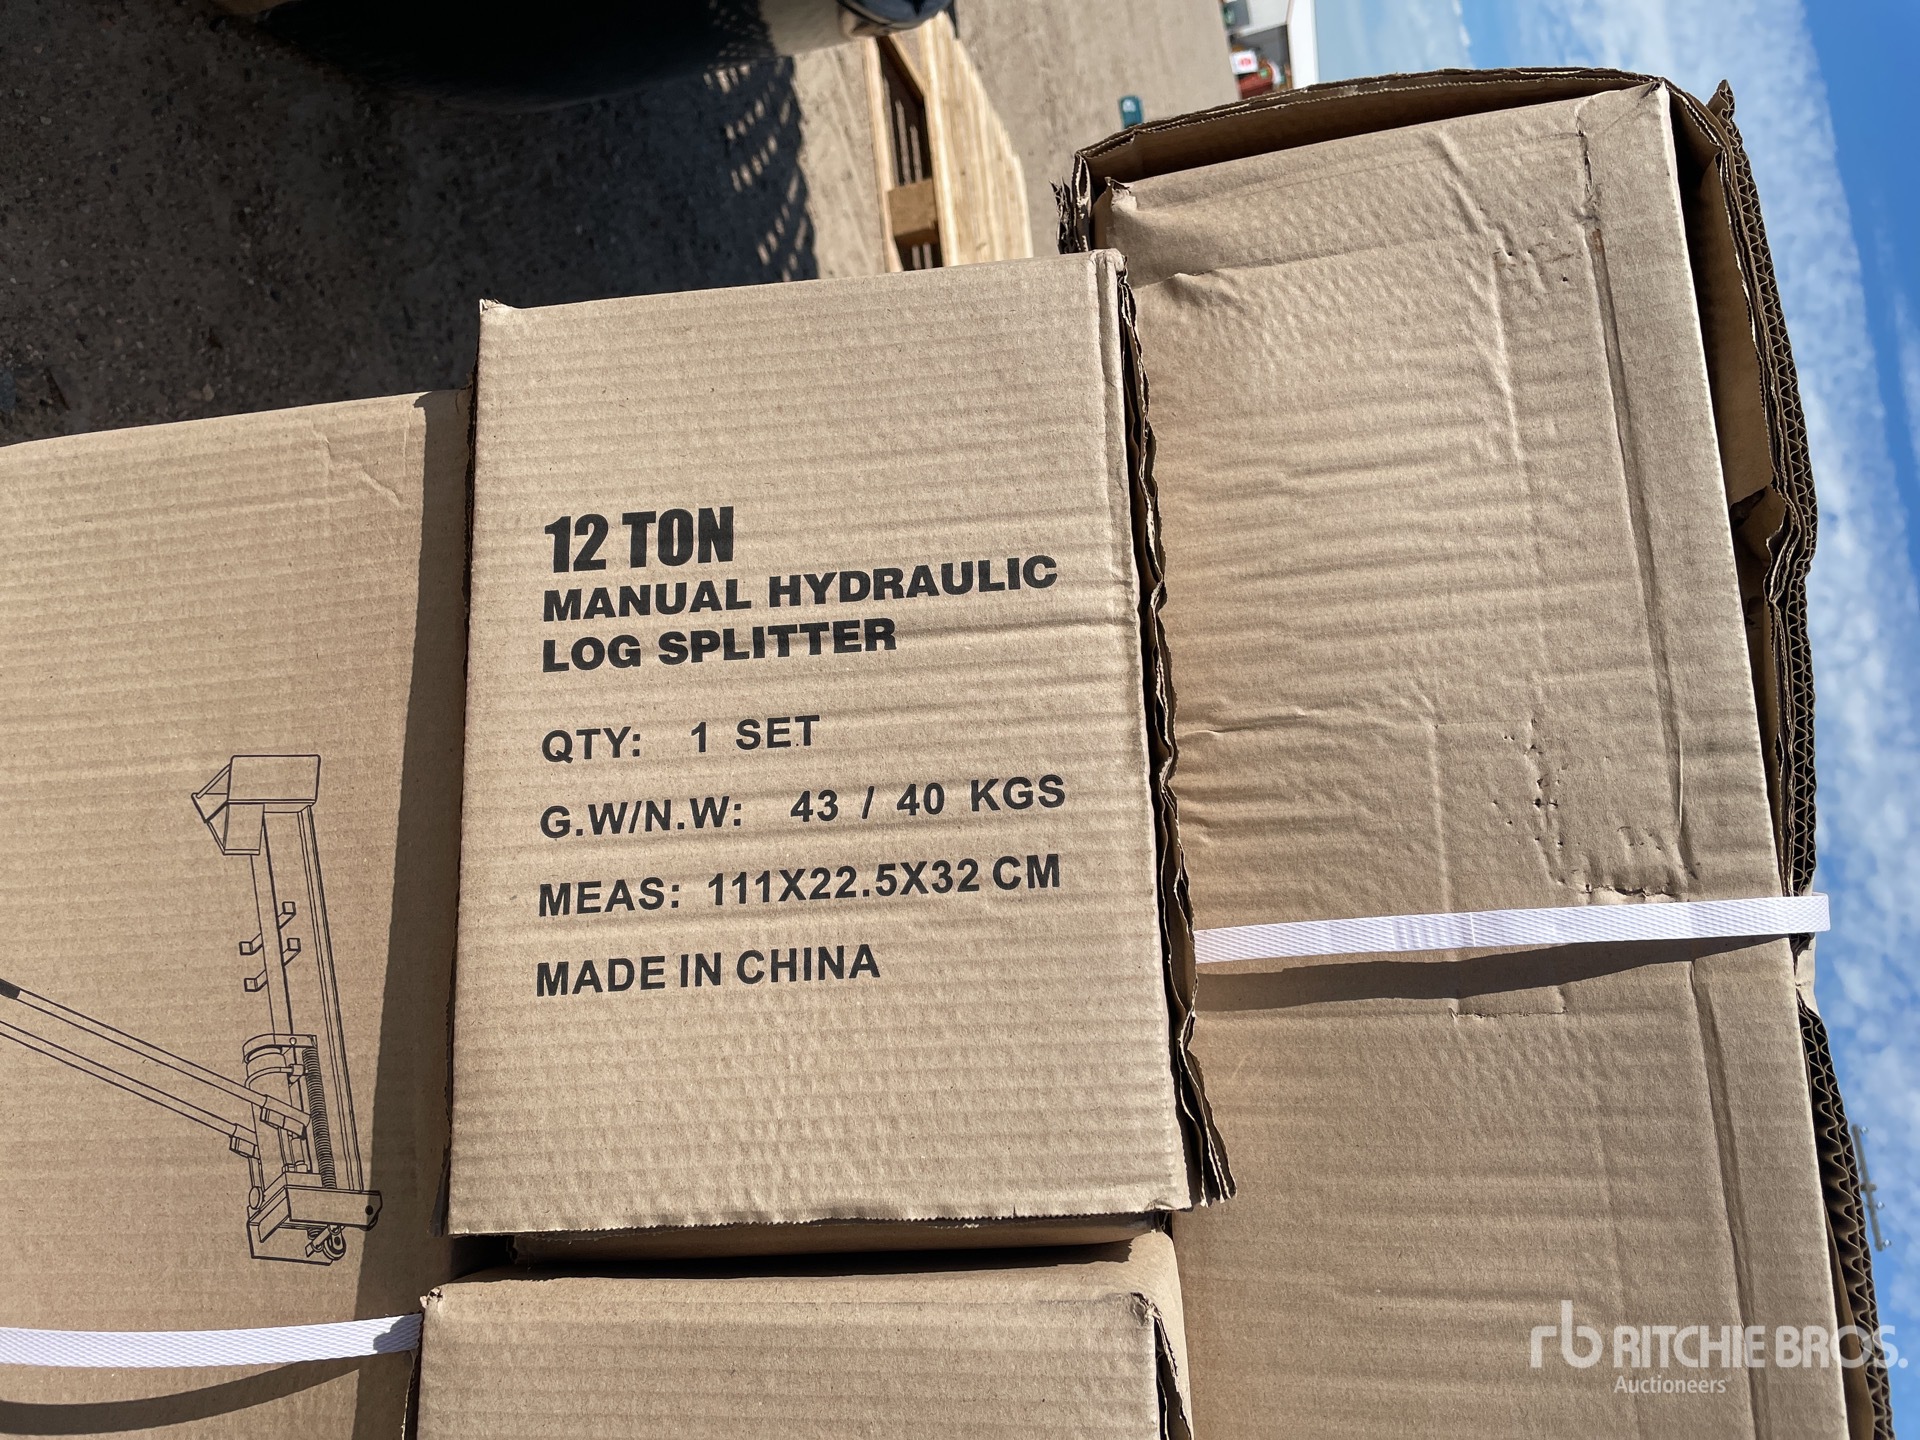 12 TON
MANUAL HYDRAULIC
LOG SPLITTER
QTY: 1 SET
G.W/N.W: 43 / 40 KGS
MEAS: 111X22.5X32 CM
MADE IN CHINA
rb RITCHIE BROS.
Auctioneers